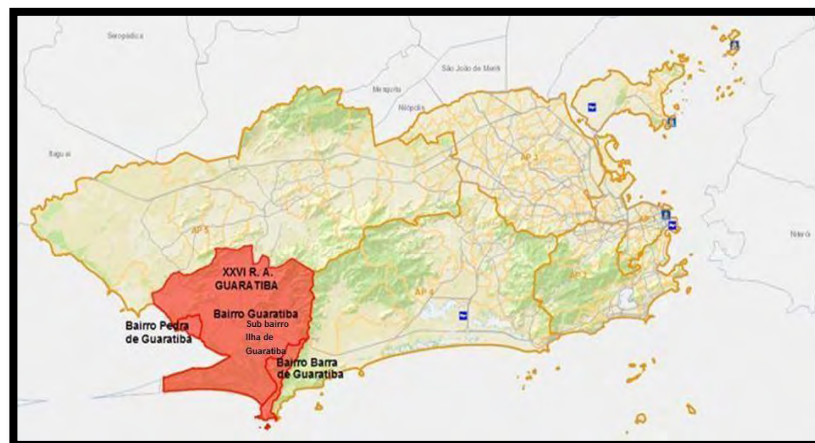 Seropédica
São João de Meriti
Mesquita
Nilópolis
Itaguaí
AP 3
AP 5
Niterói
AP 2
AP 4
XXVI R. A.
GUARATIBA
Bairro Guaratiba
Sub bairro
Ilha de
Guaratiba
Bairro Pedra
de Guaratiba
Bairro Barra
de Guaratiba